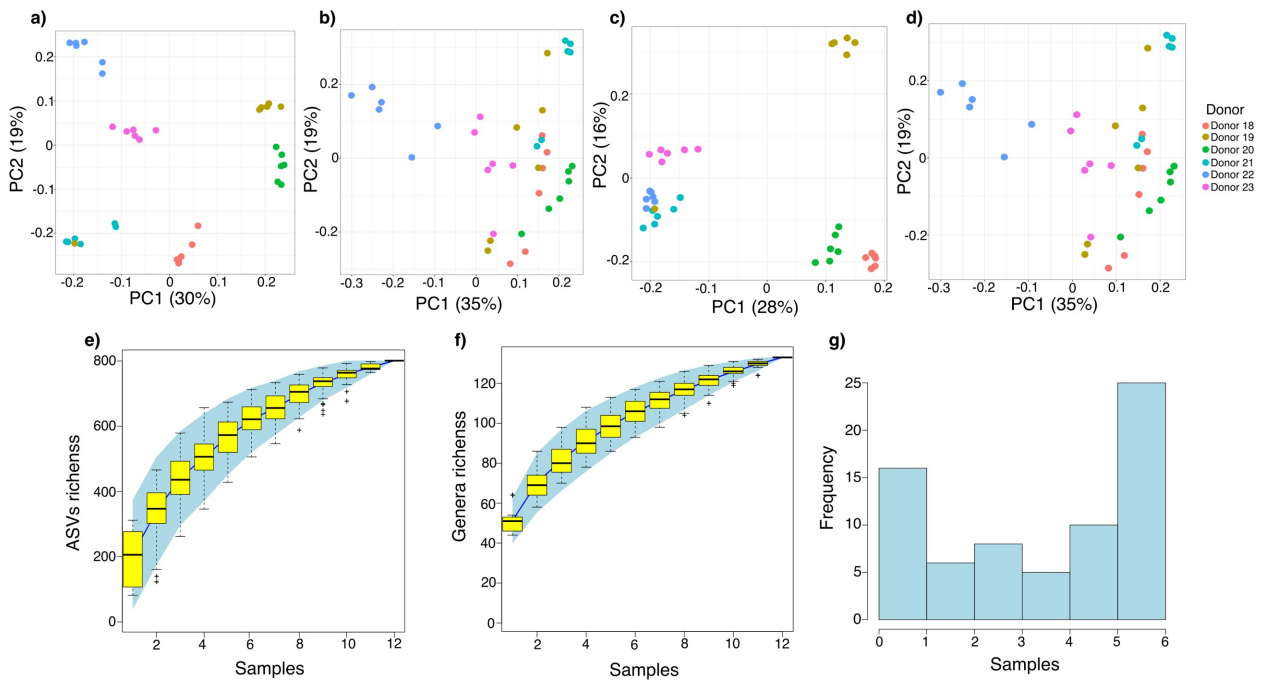 a)
PC2 (19%)
0.2
0.1
0
-0.1
-0.2
-0.2 -0.1 0 0.1 0.2
PC1 (30%)
b)
PC2 (19%)
0.2
0
-0.2
-0.3 -0.2 -0.1 0 0.1 0.2
PC1 (35%)
c)
PC2 (16%)
0.2
0
-0.2
-0.2 -0.1 0 0.1 0.2
PC1 (28%)
d)
PC2 (19%)
0.2
0
-0.2
-0.3 -0.2 -0.1 0 0.1 0.2
PC1 (35%)
Donor
Donor 18
Donor 19
Donor 20
Donor 21
Donor 22
Donor 23
e)
ASVs richenss
800
600
400
200
0
2 4 6 8 10 12
Samples
f)
Genera richenss
120
100
80
60
40
20
0
2 4 6 8 10 12
Samples
g)
Frequency
25
20
15
10
5
0
0 1 2 3 4 5 6
Samples